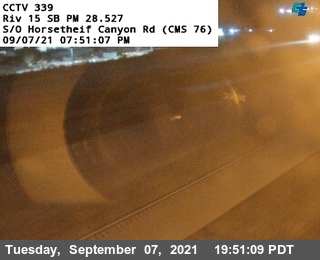 CCTV 339
Riv 15 SB PM 28.527
S/O Horsetheif Canyon Rd (CMS 76)
09/07/21 07:51:07 PM
Tuesday, September 07, 2021 19:51:09 PDT